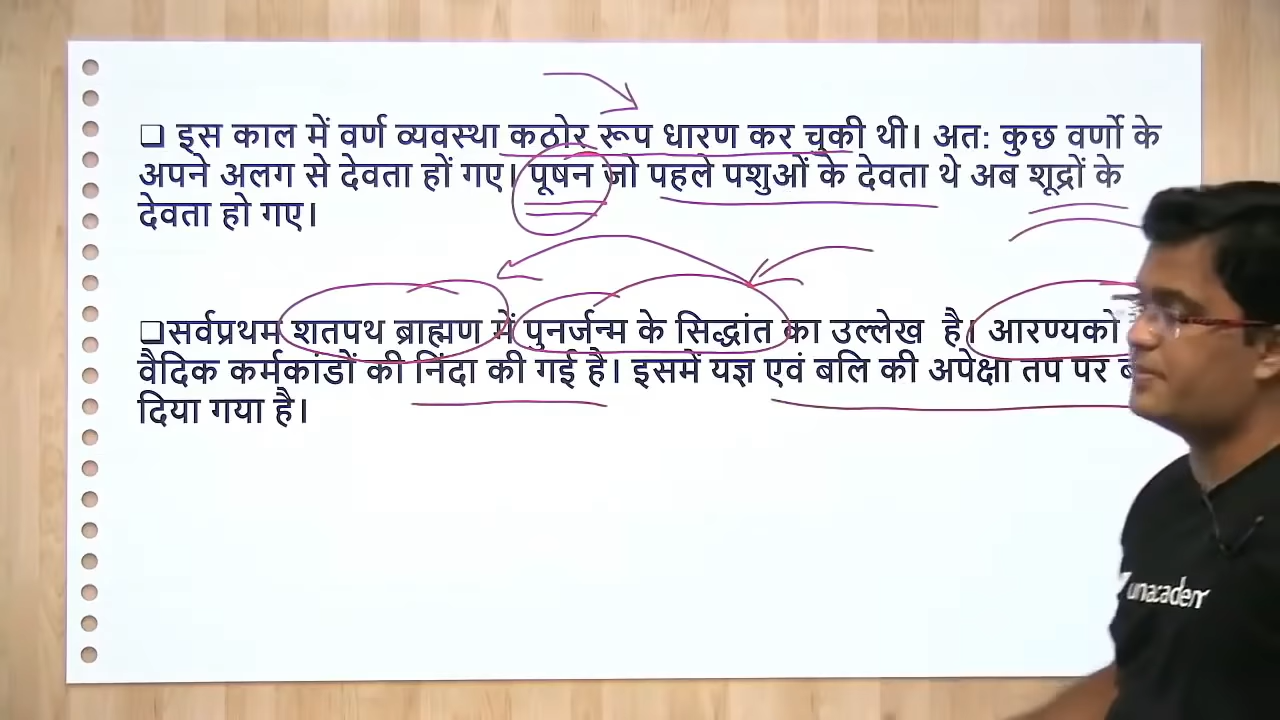 ❑ इस काल में वर्ण व्यवस्था कठोर रूप धारण कर चुकी थी। अत: कुछ वर्णो के
अपने अलग से देवता हों गए। पूषन जो पहले पशुओं के देवता थे अब शूद्रों के
देवता हो गए।
❑सर्वप्रथम शतपथ ब्राह्मण में पुनर्जन्म के सिद्धांत का उल्लेख है। आरण्यको
वैदिक कर्मकांडों की निंदा की गई है। इसमें यज्ञ एवं बलि की अपेक्षा तप पर
दिया गया है।